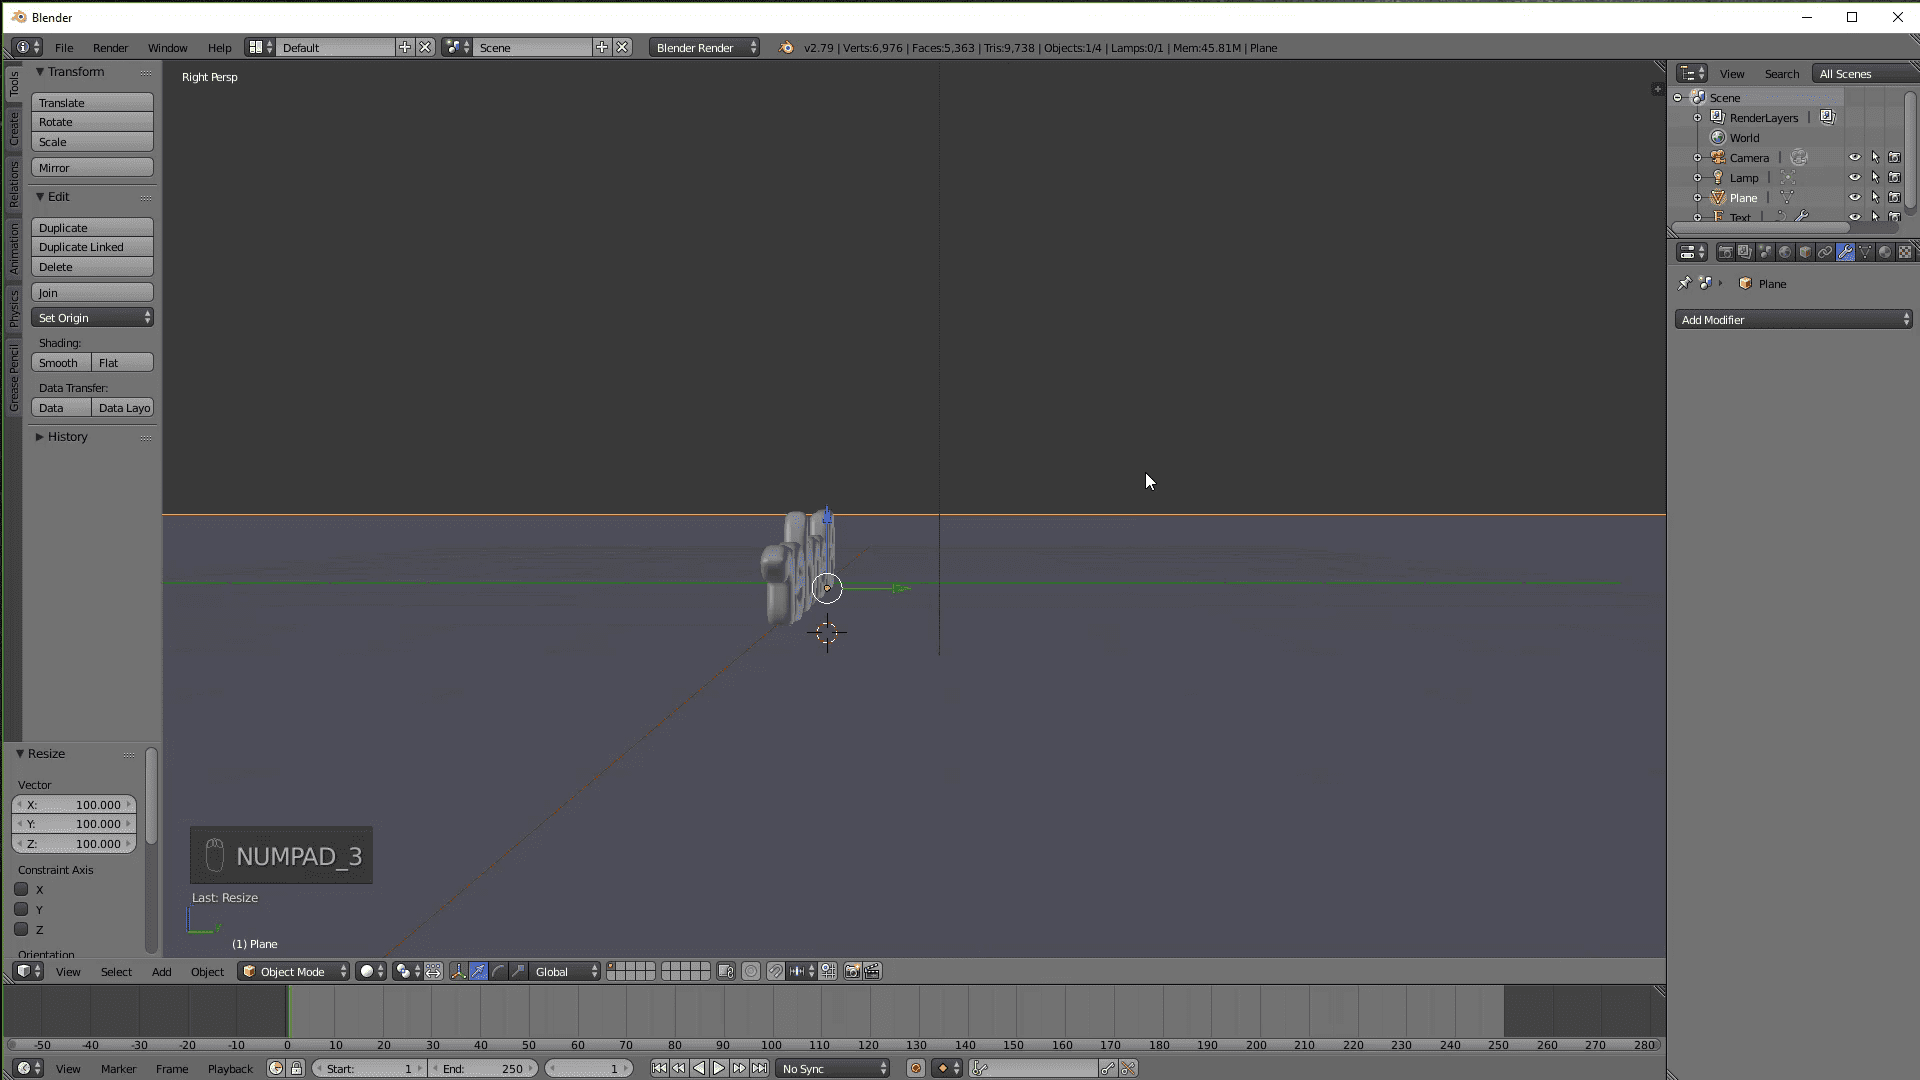 Blender
File Render Window Help Default Scene Blender Render v2.79 | Verts:6,976 | Faces:5,363 | Tris:9,738 | Objects:1/4 | Lamps:0/1 | Mem:45.81M | Plane
Tools
Create
Relations
Animation
Physics
Grease Pencil
Transform
Translate
Rotate
Scale
Mirror
Edit
Duplicate
Duplicate Linked
Delete
Join
Set Origin
Shading:
Smooth Flat
Data Transfer:
Data Data Layo
History
Resize
Vector
X: 100.000
Y: 100.000
Z: 100.000
Constraint Axis
X
Y
Z
Orientation
Right Persp
NUMPAD_3
Last: Resize
(1) Plane
View Search All Scenes
Scene
RenderLayers
World
Camera
Lamp
Plane
Text
Plane
Add Modifier
View Select Add Object Object Mode Global
-50 -40 -30 -20 -10 0 10 20 30 40 50 60 70 80 90 100 110 120 130 140 150 160 170 180 190 200 210 220 230 240 250 260 270 280
View Marker Frame Playback Start: 1 End: 250 1 No Sync